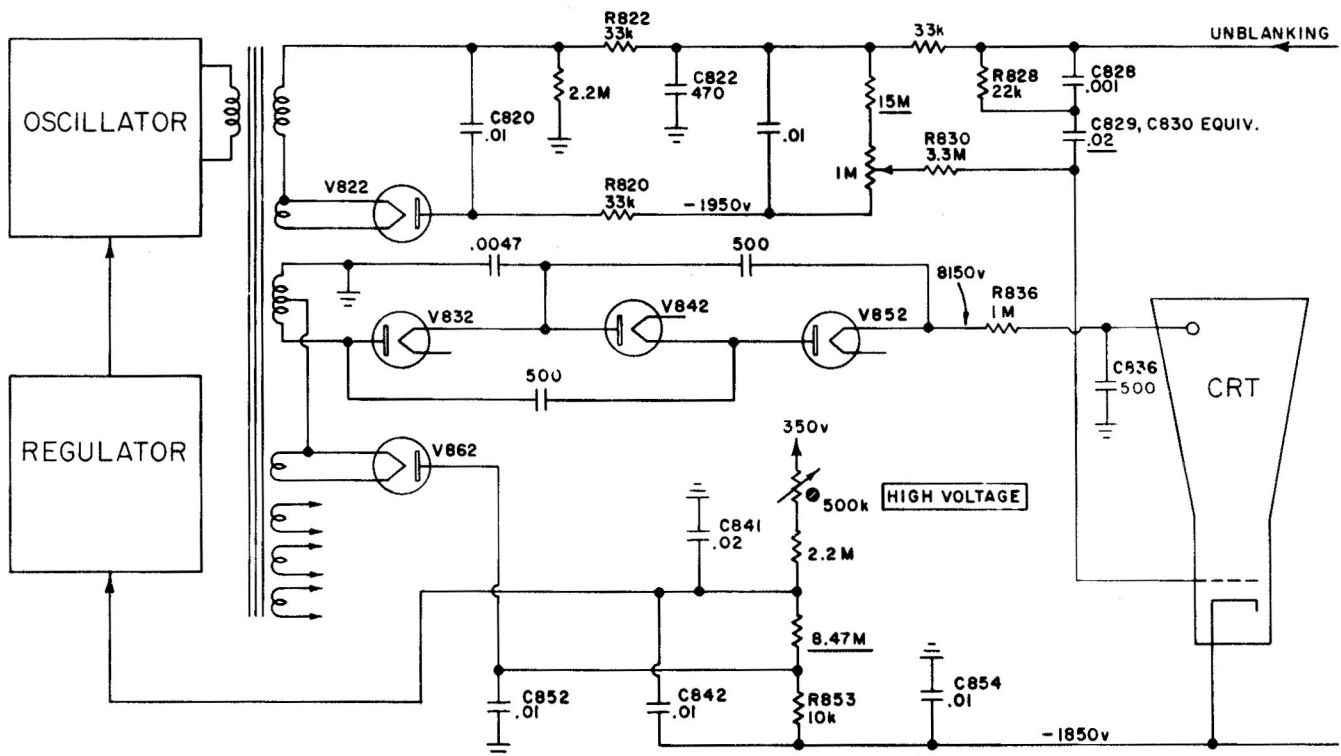 OSCILLATOR
REGULATOR
R822
33k
33k
UNBLANKING
2.2M
C822
470
C820
.01
.01
15M
R828
22k
C828
.001
C829, C830 EQUIV.
.02
R830
3.3M
1M
V822
R820
33k
-1950v
.0047
500
V832
V842
V852
8150v
R836
1M
500
C836
500
CRT
V862
350v
500k
HIGH VOLTAGE
C841
.02
2.2M
8.47M
C852
.01
C842
.01
R853
10k
C854
.01
-1850v